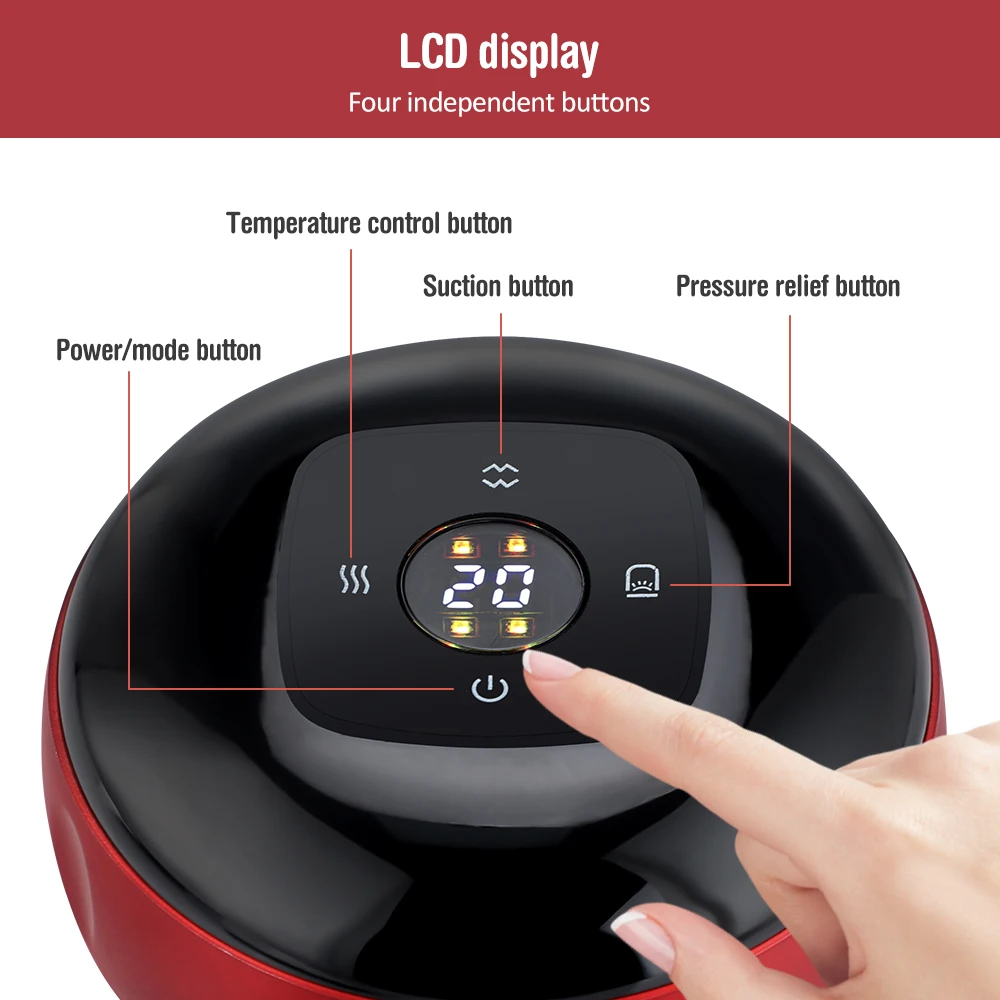 LCD display
Four independent buttons
Temperature control button
Suction button
Pressure relief button
Power/mode button
20